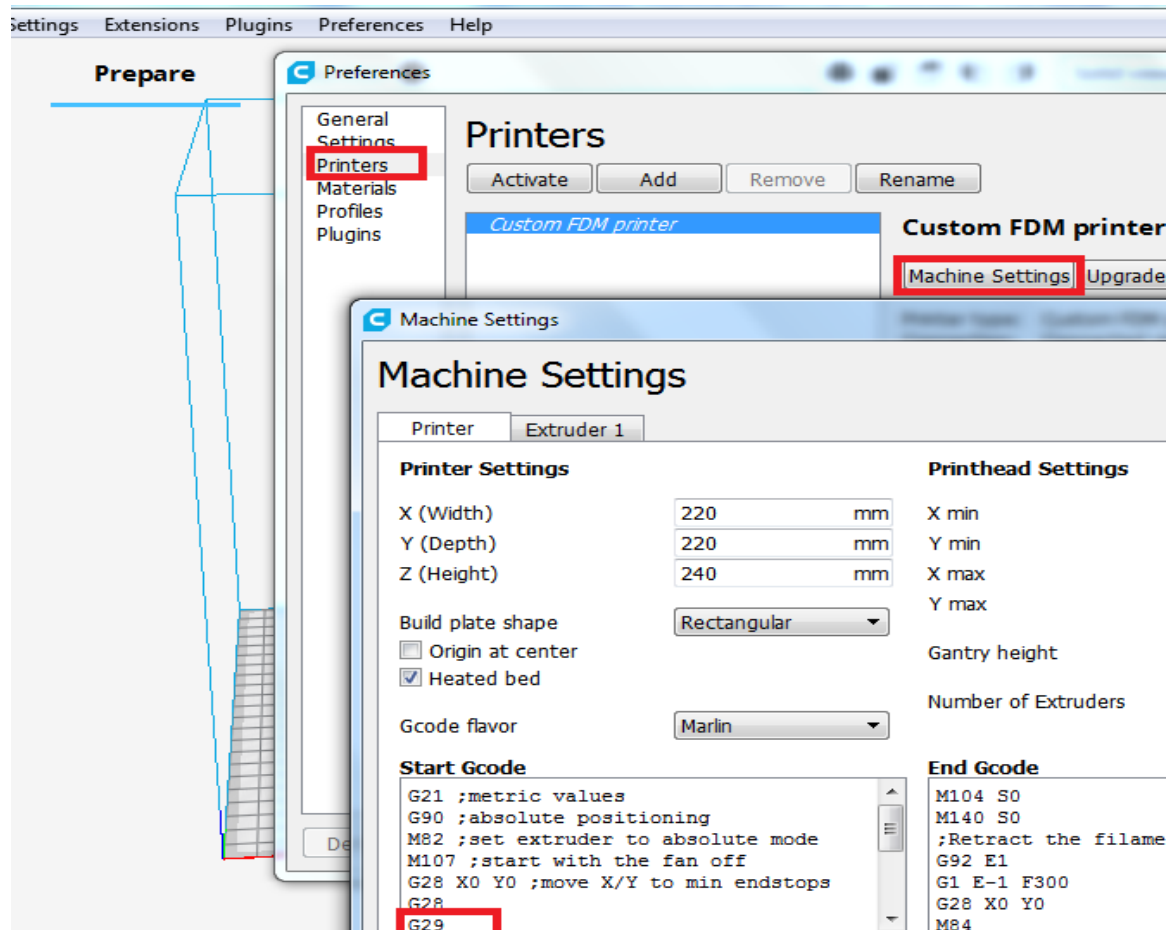 Settings Extensions Plugins Preferences Help
Prepare
Preferences
General
Settings
Printers
Materials
Profiles
Plugins
Printers
Activate Add Remove Rename
Custom FDM printer
Custom FDM printer
Machine Settings Upgrade
Machine Settings
Machine Settings
Printer Extruder 1
Printer Settings
X (Width) 220 mm
Y (Depth) 220 mm
Z (Height) 240 mm
Build plate shape Rectangular
Origin at center
Heated bed
Gcode flavor Marlin
Printhead Settings
X min
Y min
X max
Y max
Gantry height
Number of Extruders
Start Gcode
G21 ;metric values
G90 ;absolute positioning
M82 ;set extruder to absolute mode
M107 ;start with the fan off
G28 X0 Y0 ;move X/Y to min endstops
G28
G29
End Gcode
M104 S0
M140 S0
;Retract the filame
G92 E1
G1 E-1 F300
G28 X0 Y0
M84
De